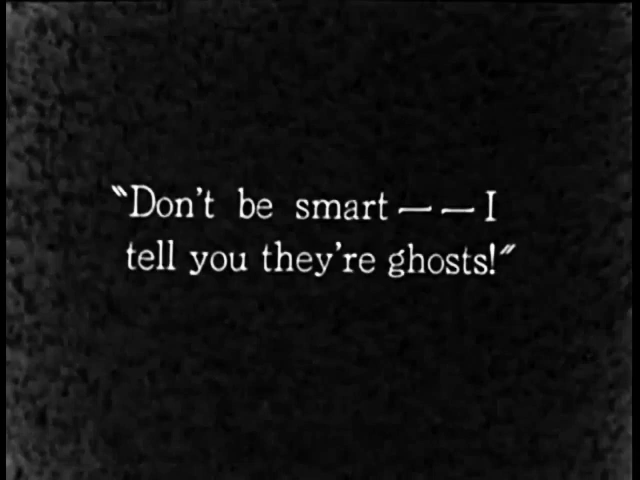 "Don't be smart — — I
tell you they're ghosts!"